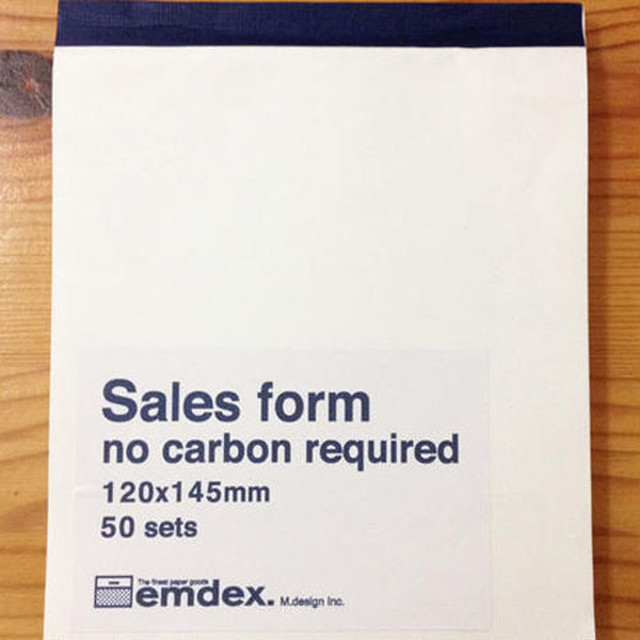 Sales form
no carbon required
120x145mm
50 sets
The finest paper goods
emdex. M.design Inc.